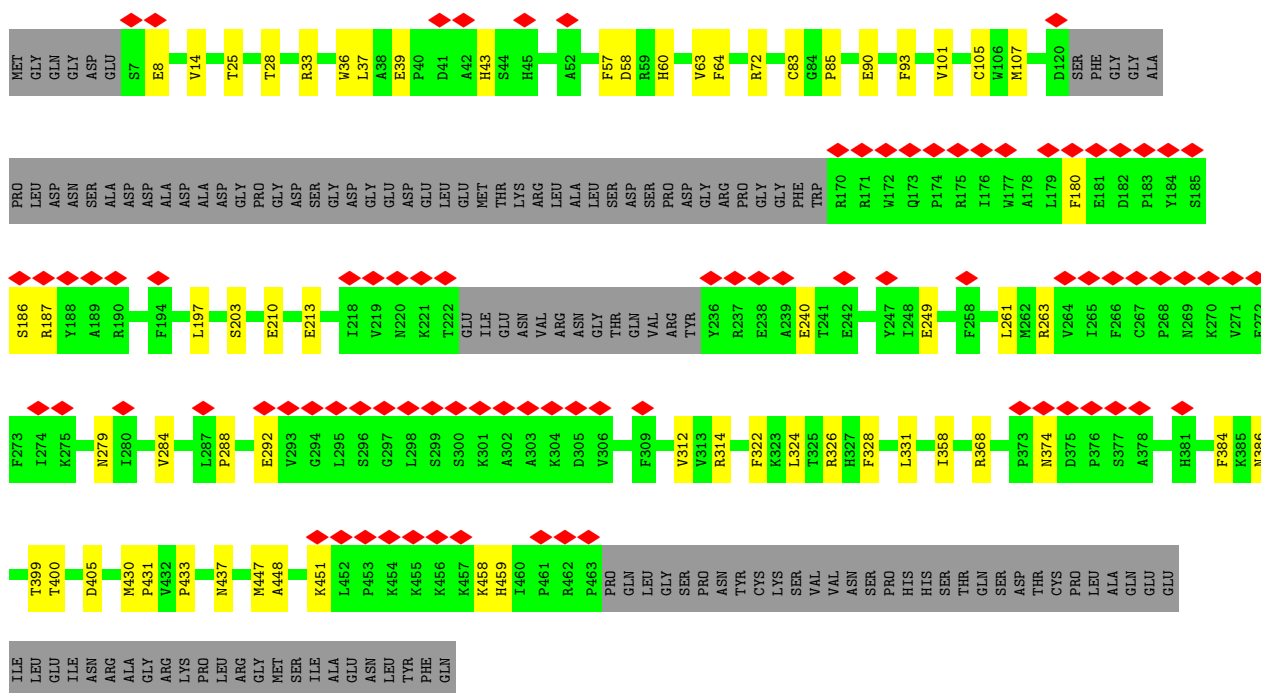 MET GLY GLN GLY ASP GLU S7 E8 V14 T25 T28 R33 W36 L37 A38 E39 P40 D41 A42 H43 S44 H45 A52 F57 D58 R59 H60 V63 F64 R72 C83 G84 P85 E90 F93 V101 C105 W106 M107 D120 SER PHE GLY GLY ALA
PRO LEU ASP ASN SER ALA ASP ASP ALA ASP ALA ASP GLY PRO GLY ASP SER GLY ASP GLY GLU ASP GLU LEU GLU MET THR LYS ARG LEU ALA LEU SER ASP SER PRO ASP GLY ARG PRO GLY GLY PHE TRP R170 R171 W172 Q173 P174 R175 I176 W177 A178 L179 F180 E181 D182 P183 Y184 S185
S186 R187 Y188 A189 R190 F194 L197 S203 E210 E213 I218 V219 N220 K221 T222 GLU ILE GLU ASN VAL ARG ASN GLY THR GLN VAL ARG TYR Y236 R237 E238 A239 E240 T241 E242 Y247 I248 E249 F258 L261 M262 R263 V264 I265 F266 C267 P268 N269 K270 V271 E272
F273 I274 K275 N279 I280 V284 L287 P288 E292 V293 G294 L295 S296 G297 L298 S299 S300 K301 A302 A303 K304 D305 V306 F309 V312 V313 R314 F322 K323 L324 T325 R326 H327 F328 L331 I358 R368 P373 N374 D375 P376 S377 A378 H381 F384 K385 N386
T399 T400 D405 M430 P431 V432 P433 N437 M447 A448 K451 L452 P453 K454 K455 K456 K457 K458 H459 I460 P461 R462 P463 PRO GLN LEU GLY SER PRO ASN TYR CYS LYS SER VAL VAL ASN SER PRO HIS HIS SER THR GLN SER ASP THR CYS PRO LEU ALA GLN GLU GLU
ILE LEU GLU ILE ASN ARG ALA GLY ARG LYS PRO LEU ARG GLY MET SER ILE ALA GLU ASN LEU TYR PHE GLN